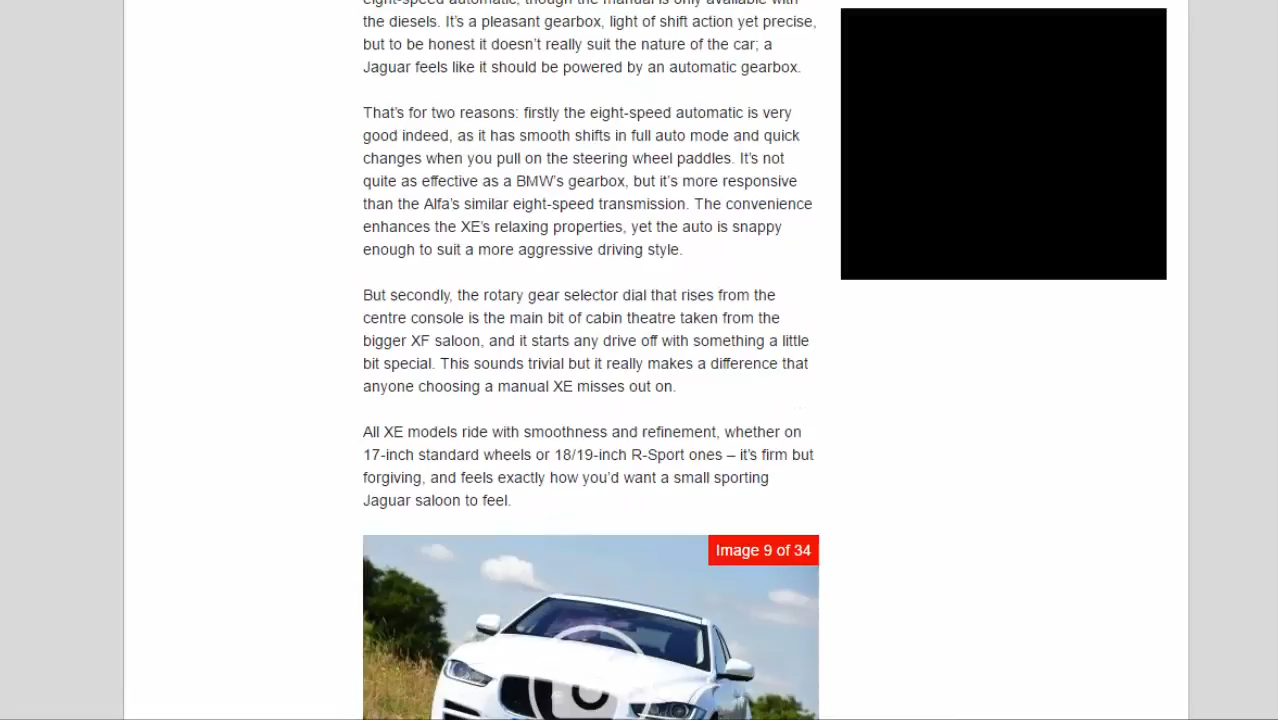 eight-speed automatic, though the manual is only available with
the diesels. It’s a pleasant gearbox, light of shift action yet precise,
but to be honest it doesn’t really suit the nature of the car; a
Jaguar feels like it should be powered by an automatic gearbox.
That’s for two reasons: firstly the eight-speed automatic is very
good indeed, as it has smooth shifts in full auto mode and quick
changes when you pull on the steering wheel paddles. It’s not
quite as effective as a BMW’s gearbox, but it’s more responsive
than the Alfa’s similar eight-speed transmission. The convenience
enhances the XE’s relaxing properties, yet the auto is snappy
enough to suit a more aggressive driving style.
But secondly, the rotary gear selector dial that rises from the
centre console is the main bit of cabin theatre taken from the
bigger XF saloon, and it starts any drive off with something a little
bit special. This sounds trivial but it really makes a difference that
anyone choosing a manual XE misses out on.
All XE models ride with smoothness and refinement, whether on
17-inch standard wheels or 18/19-inch R-Sport ones – it’s firm but
forgiving, and feels exactly how you’d want a small sporting
Jaguar saloon to feel.
Image 9 of 34